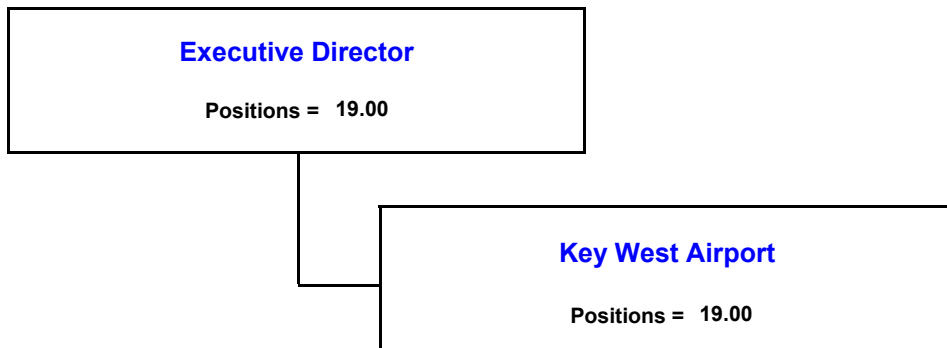 Executive Director
Positions = 19.00
Key West Airport
Positions = 19.00